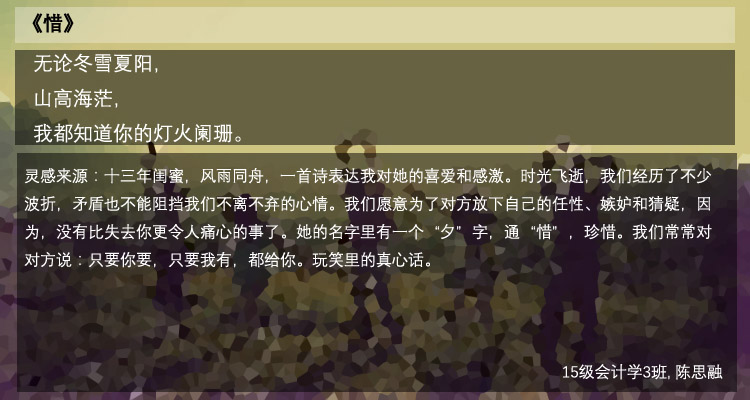 《惜》
无论冬雪夏阳,
山高海茫,
我都知道你的灯火阑珊。
灵感来源：十三年闺蜜，风雨同舟，一首诗表达我对她的喜爱和感激。时光飞逝，我们经历了不少
波折，矛盾也不能阻挡我们不离不弃的心情。我们愿意为了对方放下自己的任性、嫉妒和猜疑，因
为，没有比失去你更令人痛心的事了。她的名字里有一个“夕”字，通“惜”，珍惜。我们常常对
对方说：只要你要，只要我有，都给你。玩笑里的真心话。
15级会计学3班, 陈思融